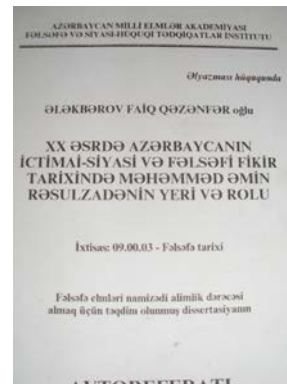 AZƏRBAYCAN MİLLİ ELMLƏR AKADEMİYASI
FƏLSƏFƏ VƏ SİYASİ-HÜQUQİ TƏDQİQATLAR İNSTİTUTU
Əlyazması hüququnda
ƏLƏKBƏROV FAİQ QƏZƏNFƏR oğlu
XX ƏSRDƏ AZƏRBAYCANIN
İCTİMAİ-SİYASİ VƏ FƏLSƏFİ FİKİR
TARİXİNDƏ MƏHƏMMƏD ƏMİN
RƏSULZADƏNİN YERİ VƏ ROLU
İxtisas: 09.00.03 - Fəlsəfə tarixi
Fəlsəfə elmləri namizədi alimlik dərəcəsi
almaq üçün təqdim olunmuş dissertasiyanın
AVTOREFERATI